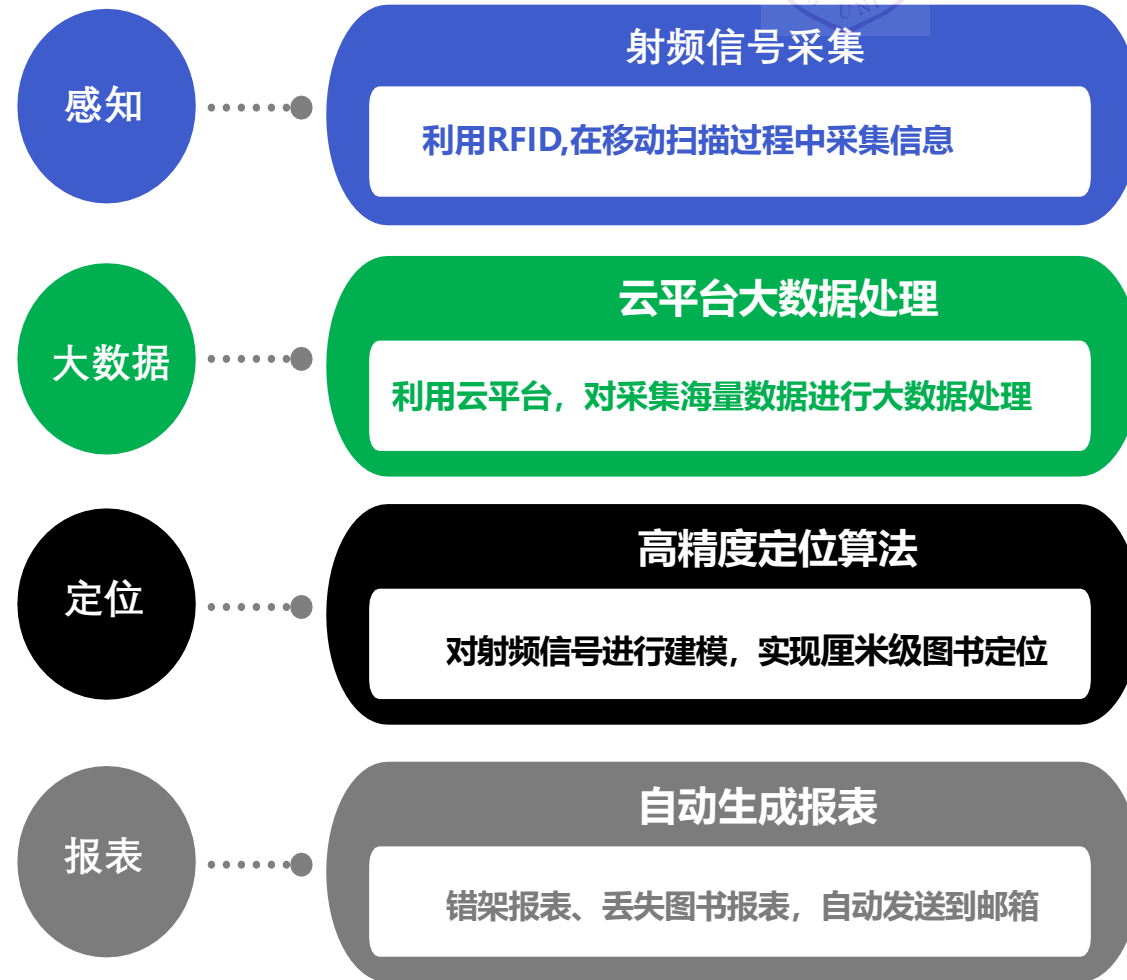 射频信号采集
感知
利用RFID,在移动扫描过程中采集信息
云平台大数据处理
大数据
利用云平台，对采集海量数据进行大数据处理
高精度定位算法
定位
对射频信号进行建模，实现厘米级图书定位
自动生成报表
报表
错架报表、丢失图书报表，自动发送到邮箱